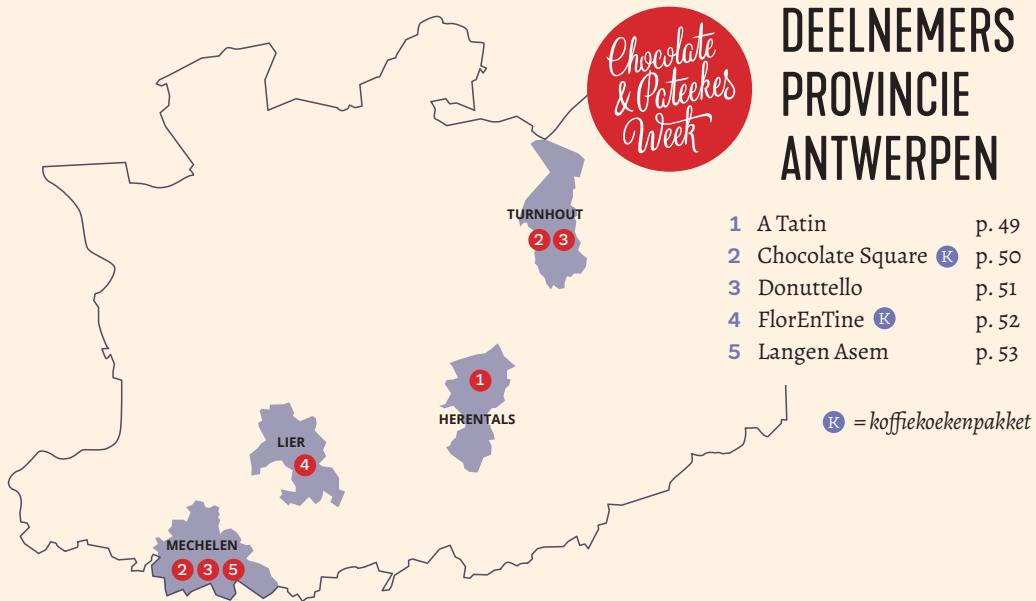 Chocolate
& Pateekes
Week
DEELNEMERS
PROVINCIE
ANTWERPEN
1 A Tatin p. 49
2 Chocolate Square K p. 50
3 Donuttello p. 51
4 FlorEnTine K p. 52
5 Langen Asem p. 53
K = koffiekoekenpakket
TURNHOUT
2 3
1
HERENTALS
LIER
4
MECHELEN
2 3 5